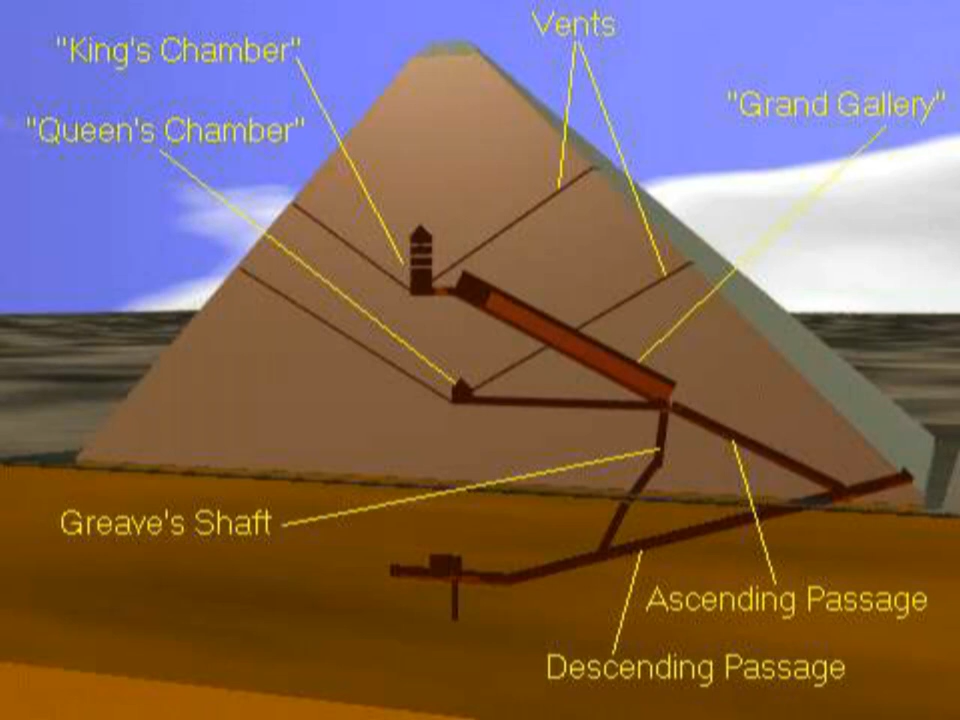 Vents
"King's Chamber"
"Grand Gallery"
"Queen's Chamber"
Greave's Shaft
Ascending Passage
Descending Passage